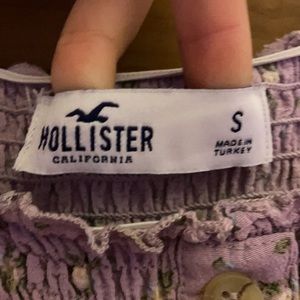 HOLLISTER
CALIFORNIA
S
MADE IN
TURKEY